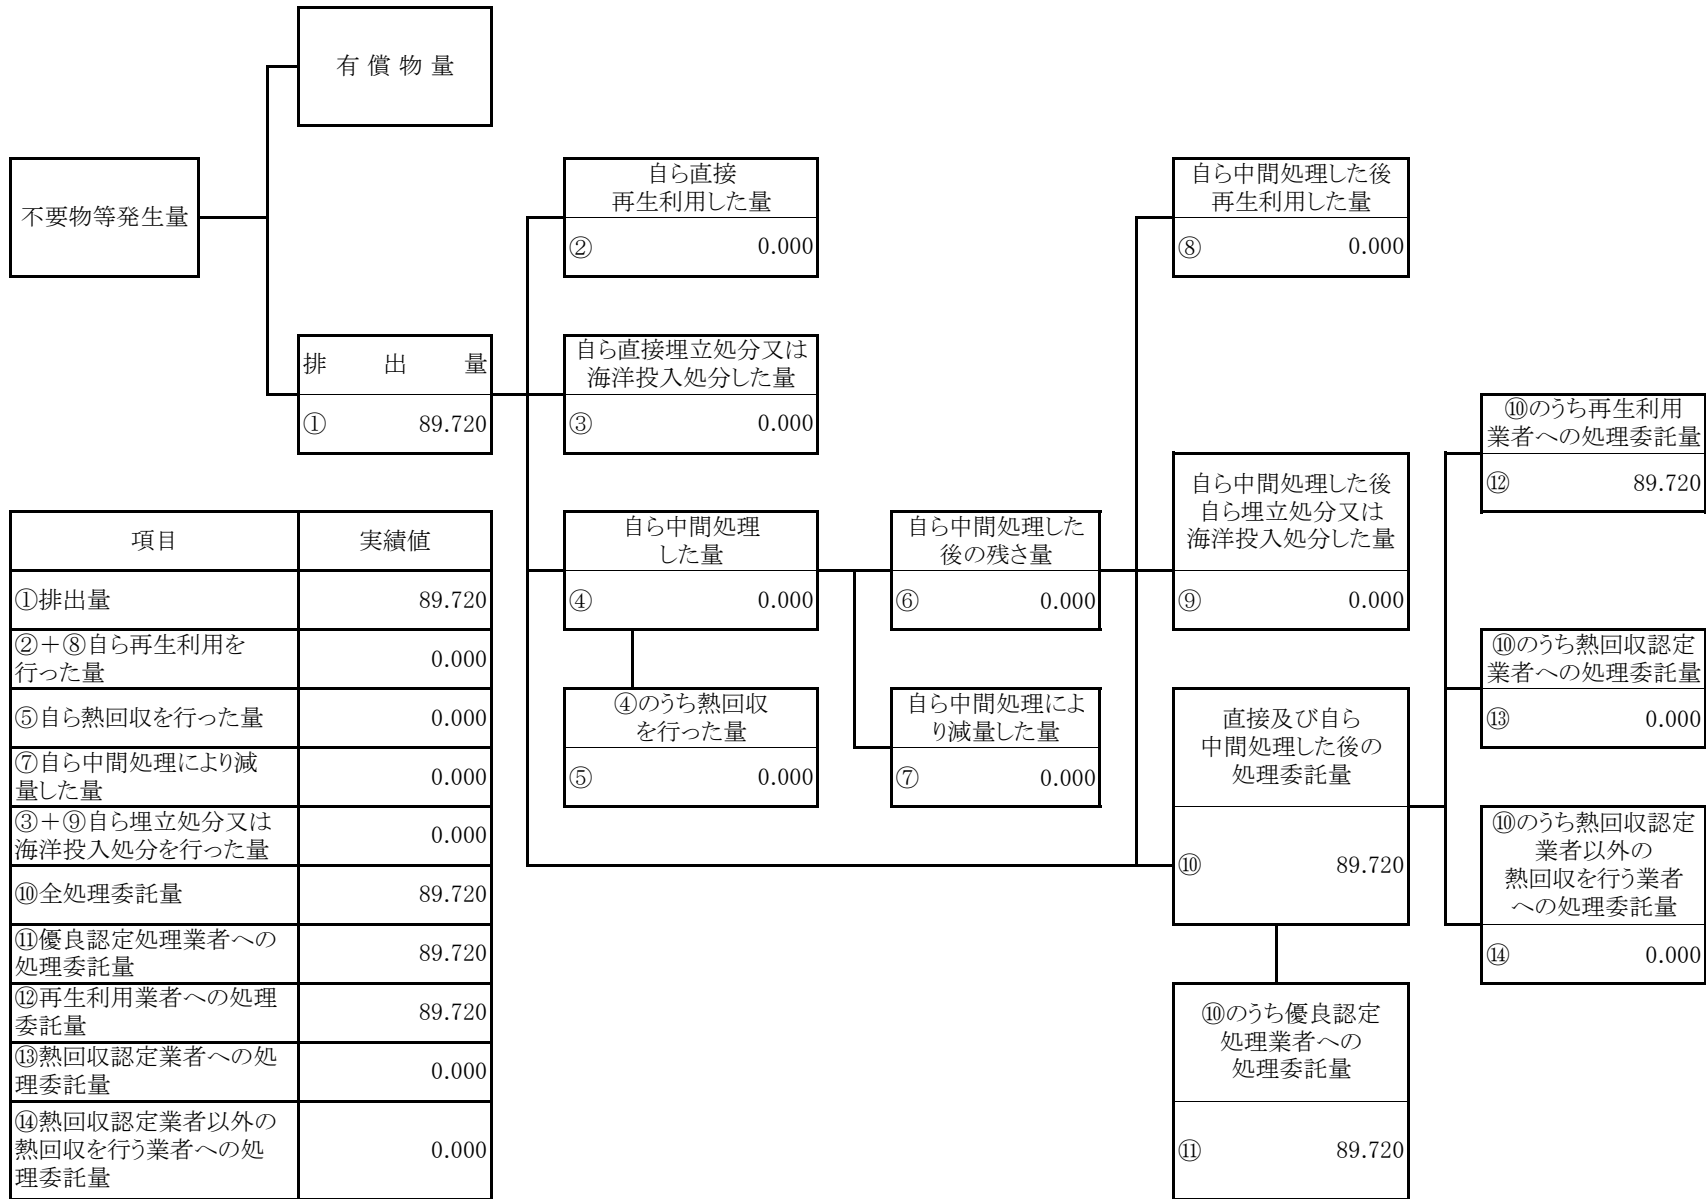 有 償 物 量
不要物等発生量
自ら直接
再生利用した量
② 0.000
自ら中間処理した後
再生利用した量
⑧ 0.000
排 出 量
① 89.720
自ら直接埋立処分又は
海洋投入処分した量
③ 0.000
⑩のうち再生利用
業者への処理委託量
⑫ 89.720
自ら中間処理した後
自ら埋立処分又は
海洋投入処分した量
⑨ 0.000
自ら中間処理
した量
④ 0.000
自ら中間処理した
後の残さ量
⑥ 0.000
⑩のうち熱回収認定
業者への処理委託量
⑬ 0.000
④のうち熱回収
を行った量
⑤ 0.000
自ら中間処理によ
り減量した量
⑦ 0.000
直接及び自ら
中間処理した後の
処理委託量
⑩ 89.720
⑩のうち熱回収認定
業者以外の
熱回収を行う業者
への処理委託量
⑭ 0.000
⑩のうち優良認定
処理業者への
処理委託量
⑪ 89.720
項目 実績値
①排出量 89.720
②＋⑧自ら再生利用を
行った量 0.000
⑤自ら熱回収を行った量 0.000
⑦自ら中間処理により減
量した量 0.000
③＋⑨自ら埋立処分又は
海洋投入処分を行った量 0.000
⑩全処理委託量 89.720
⑪優良認定処理業者への
処理委託量 89.720
⑫再生利用業者への処理
委託量 89.720
⑬熱回収認定業者への処
理委託量 0.000
⑭熱回収認定業者以外の
熱回収を行う業者への処
理委託量 0.000